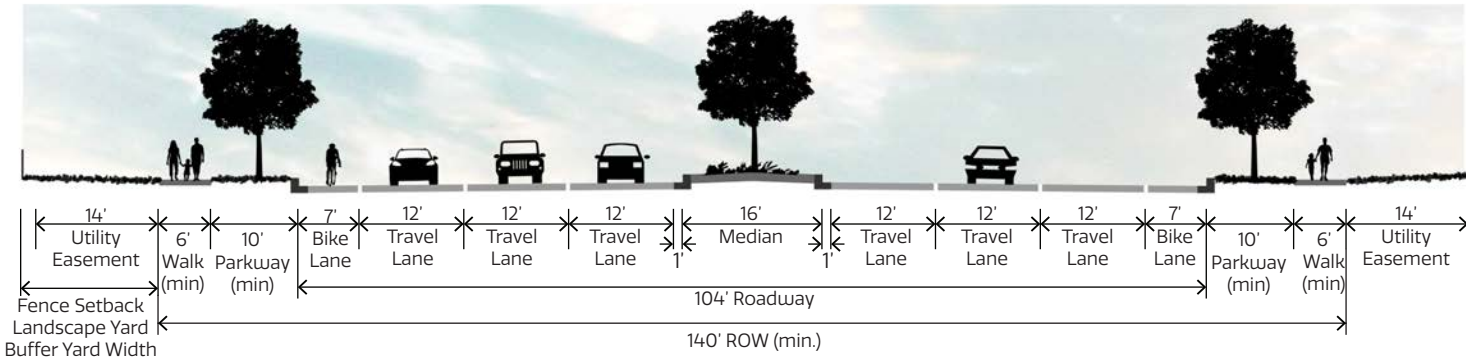 14'
Utility
Easement
6'
Walk
(min)
10'
Parkway
(min)
7'
Bike
Lane
12'
Travel
Lane
12'
Travel
Lane
12'
Travel
Lane
1'
16'
Median
1'
12'
Travel
Lane
12'
Travel
Lane
12'
Travel
Lane
7'
Bike
Lane
10'
Parkway
(min)
6'
Walk
(min)
14'
Utility
Easement
Fence Setback
Landscape Yard
Buffer Yard Width
104' Roadway
140' ROW (min.)